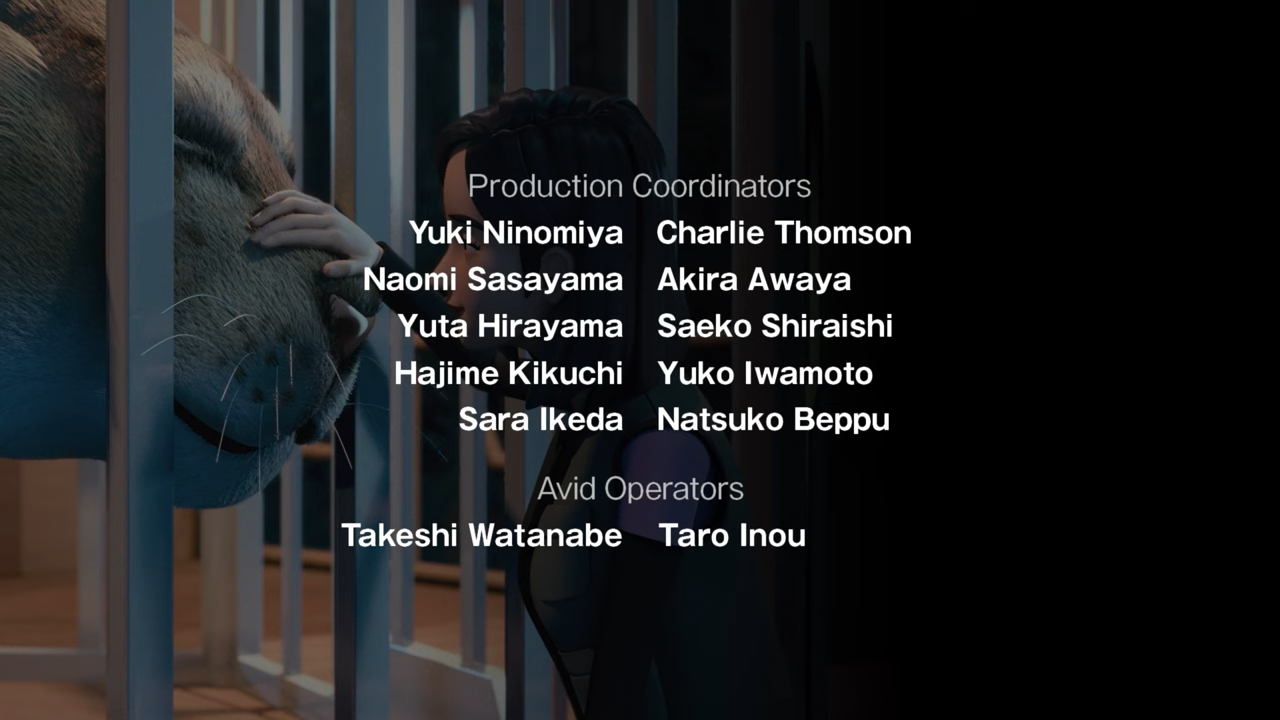 Production Coordinators
Yuki Ninomiya Charlie Thomson
Naomi Sasayama Akira Awaya
Yuta Hirayama Saeko Shiraishi
Hajime Kikuchi Yuko Iwamoto
Sara Ikeda Natsuko Beppu
Avid Operators
Takeshi Watanabe Taro Inou